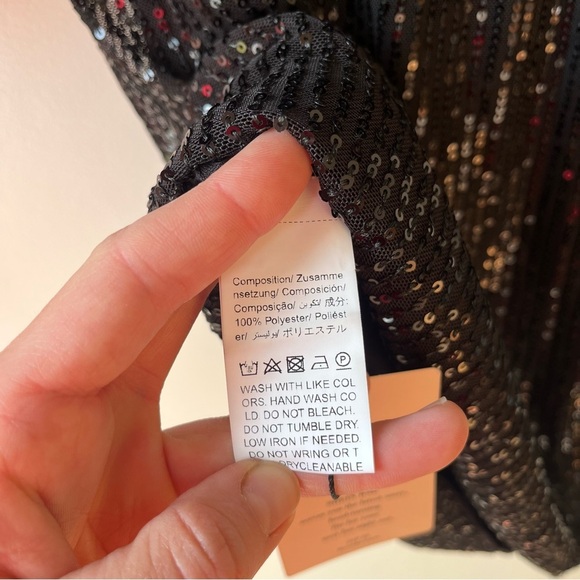 Composition/ Zusamme
nsetzung/ Composición/
Composição/ التكوين/ 成分:
100% Polyester/ Poliést
er/ بوليستر/ ポリエステル
WASH WITH LIKE COL
ORS. HAND WASH CO
LD. DO NOT BLEACH.
DO NOT TUMBLE DRY.
LOW IRON IF NEEDED.
DO NOT WRING OR T
DRYCLEANABLE